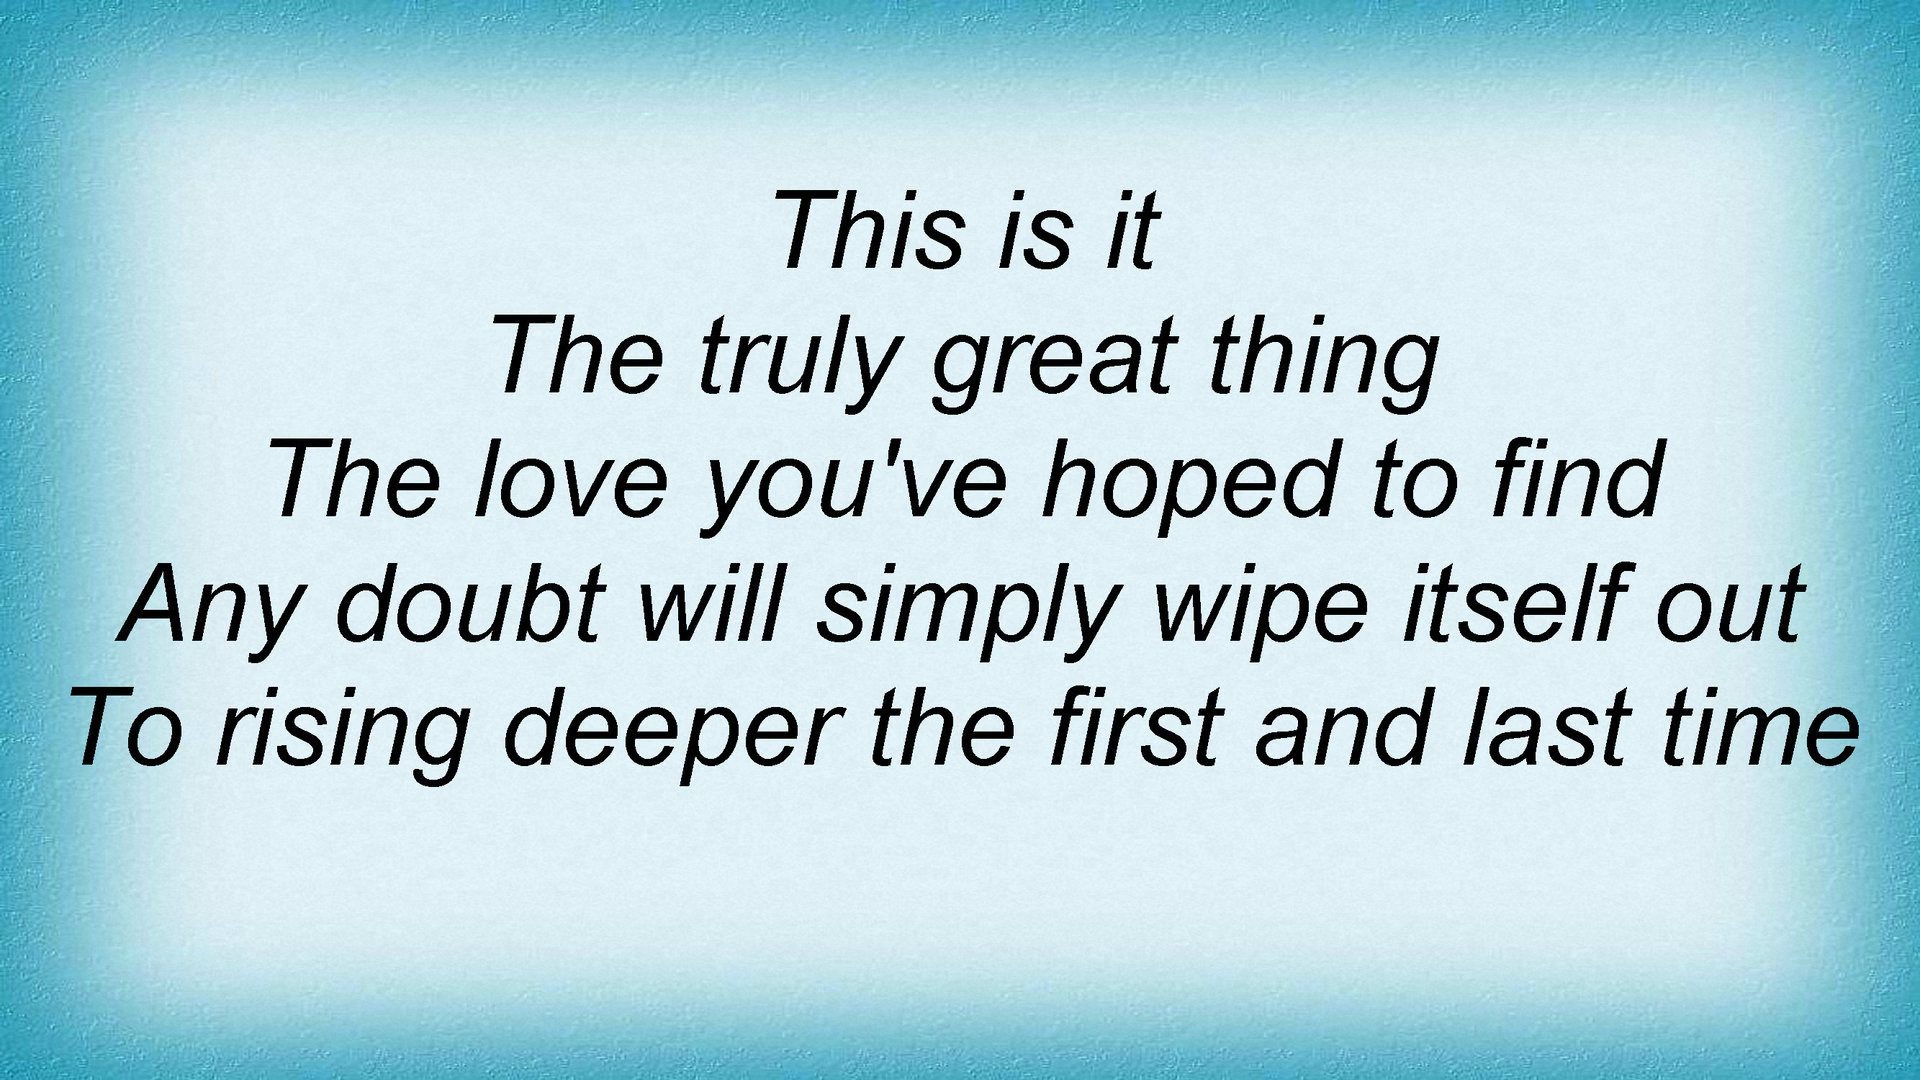 This is it
The truly great thing
The love you've hoped to find
Any doubt will simply wipe itself out
To rising deeper the first and last time